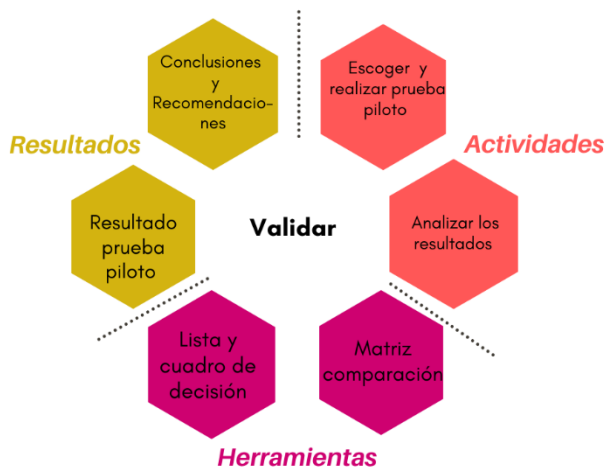 Conclusiones
y
Recomendacio-
nes
Escoger y
realizar prueba
piloto
Resultados
Actividades
Resultado
prueba
piloto
Validar
Analizar los
resultados
Lista y
cuadro de
decisión
Matriz
comparación
Herramientas